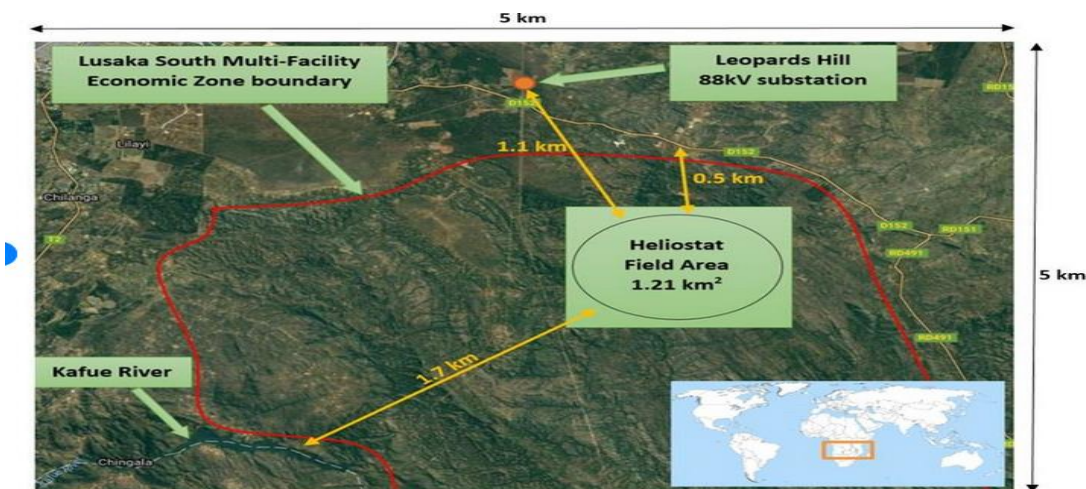 5 km
Lusaka South Multi-Facility
Economic Zone boundary
Leopards Hill
88kV substation
D152
1.1 km
Lilayi
D152
0.5 km
Chilanga
T2
Heliostat
Field Area
1.21 km²
D152
RD151
RD491
5 km
RD491
1.7 km
Kafue River
Chingala